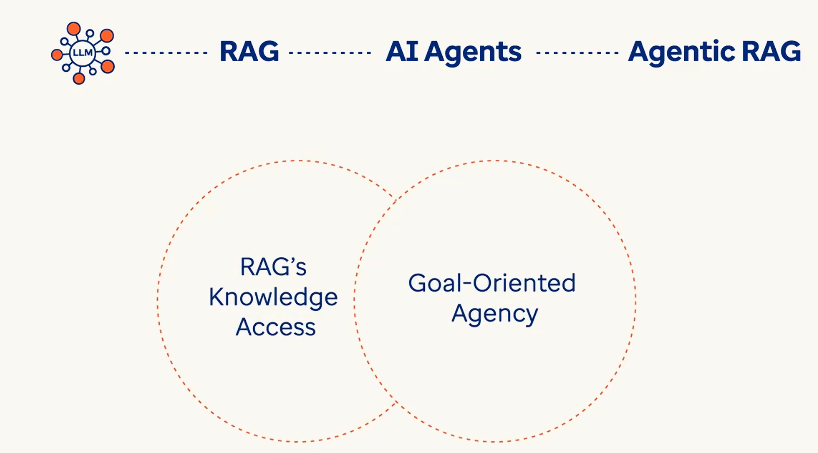 LLM
RAG
AI Agents
Agentic RAG
RAG’s
Knowledge
Access
Goal-Oriented
Agency